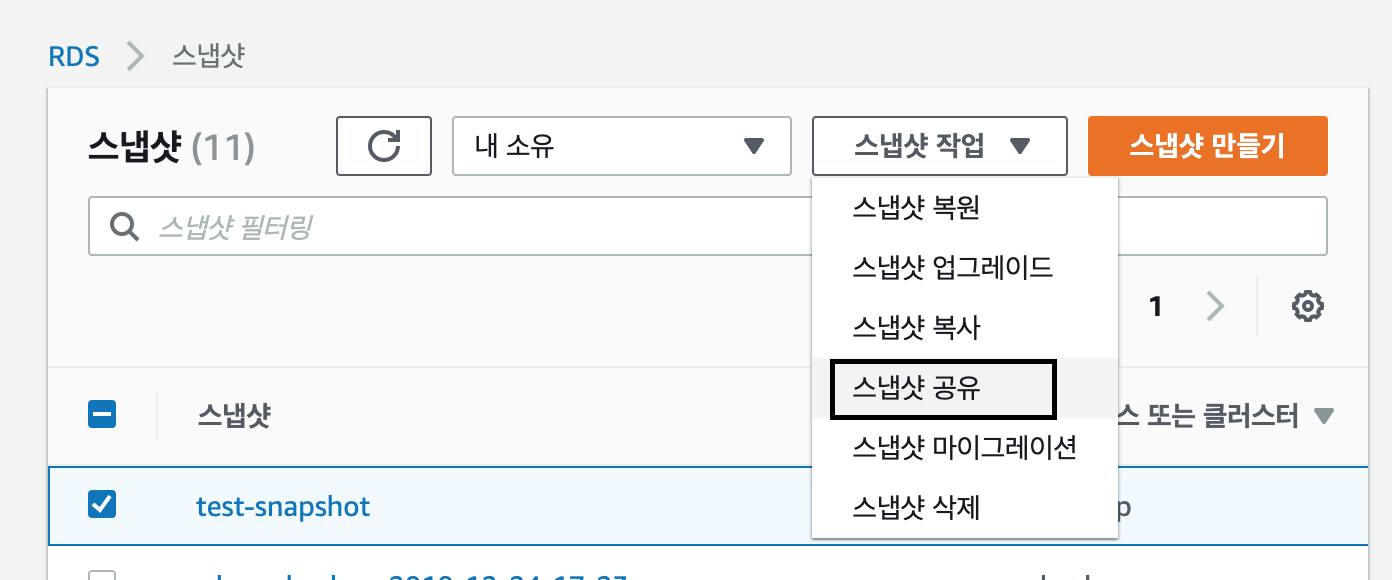 RDS 스냅샷
스냅샷 (11) 내 소유 스냅샷 작업 스냅샷 만들기
스냅샷 필터링
스냅샷 복원
스냅샷 업그레이드
스냅샷 복사
1
스냅샷 공유
스냅샷 또는 클러스터
스냅샷 마이그레이션
test-snapshot
스냅샷 삭제